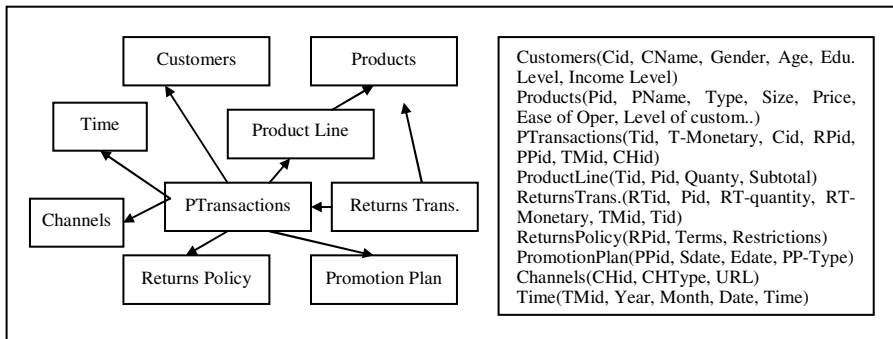 Customers
Products
Time
Product Line
Channels
PTransactions
Returns Trans.
Returns Policy
Promotion Plan
Customers(Cid, CName, Gender, Age, Edu.
Level, Income Level)
Products(Pid, PName, Type, Size, Price,
Ease of Oper, Level of custom..)
PTransactions(Tid, T-Monetary, Cid, RPid,
PPid, TMid, CHid)
ProductLine(Tid, Pid, Quanty, Subtotal)
ReturnsTrans.(RTid, Pid, RT-quantity, RT-
Monetary, TMid, Tid)
ReturnsPolicy(RPid, Terms, Restrictions)
PromotionPlan(PPid, Sdate, Edate, PP-Type)
Channels(CHid, CHType, URL)
Time(TMid, Year, Month, Date, Time)